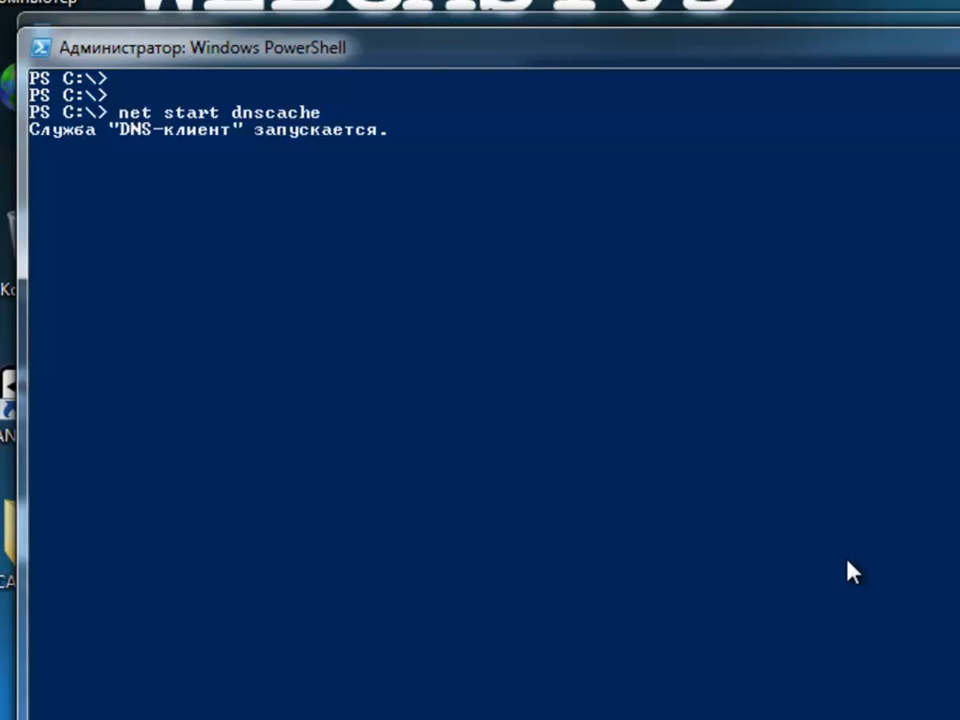 Администратор: Windows PowerShell
PS C:\>
PS C:\>
PS C:\> net start dnscache
Служба "DNS-клиент" запускается.